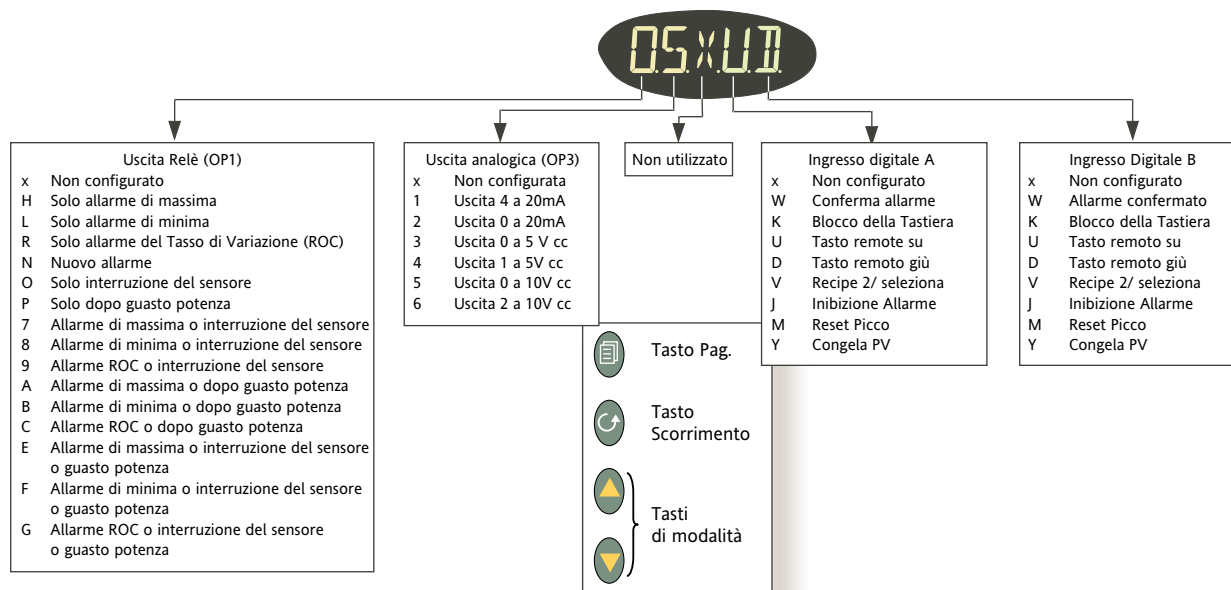 O.S.X.U.D.
Uscita Relè (OP1)
x Non configurato
H Solo allarme di massima
L Solo allarme di minima
R Solo allarme del Tasso di Variazione (ROC)
N Nuovo allarme
O Solo interruzione del sensore
P Solo dopo guasto potenza
7 Allarme di massima o interruzione del sensore
8 Allarme di minima o interruzione del sensore
9 Allarme ROC o interruzione del sensore
A Allarme di massima o dopo guasto potenza
B Allarme di minima o dopo guasto potenza
C Allarme ROC o dopo guasto potenza
E Allarme di massima o interruzione del sensore
o guasto potenza
F Allarme di minima o interruzione del sensore
o guasto potenza
G Allarme ROC o interruzione del sensore
o guasto potenza
Uscita analogica (OP3)
x Non configurata
1 Uscita 4 a 20mA
2 Uscita 0 a 20mA
3 Uscita 0 a 5 V cc
4 Uscita 1 a 5V cc
5 Uscita 0 a 10V cc
6 Uscita 2 a 10V cc
Non utilizzato
Ingresso digitale A
x Non configurato
W Conferma allarme
K Blocco della Tastiera
U Tasto remote su
D Tasto remoto giù
V Recipe 2/ seleziona
J Inibizione Allarme
M Reset Picco
Y Congela PV
Ingresso Digitale B
x Non configurato
W Allarme confermato
K Blocco della Tastiera
U Tasto remoto su
D Tasto remoto giù
V Recipe 2/ seleziona
J Inibizione Allarme
M Reset Picco
Y Congela PV
Tasto Pag.
Tasto
Scorrimento
Tasti
di modalità